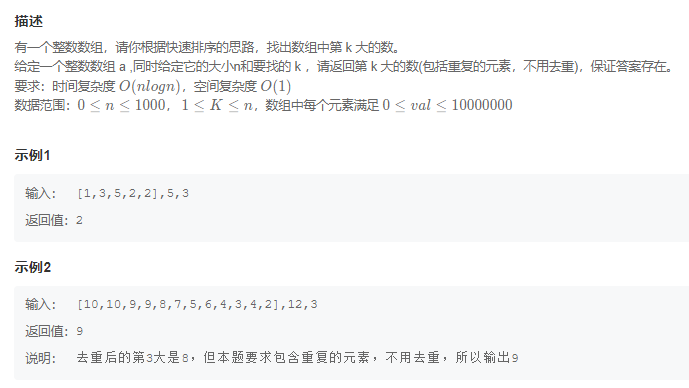 描述
有一个整数数组，请你根据快速排序的思路，找出数组中第 k 大的数。
给定一个整数数组 a ,同时给定它的大小n和要找的 k ，请返回第 k 大的数(包括重复的元素，不用去重)，保证答案存在。
要求：时间复杂度 O(nlogn)，空间复杂度 O(1)
数据范围：0 ≤ n ≤ 1000， 1 ≤ K ≤ n，数组中每个元素满足 0 ≤ val ≤ 10000000
示例1
输入： [1,3,5,2,2],5,3
返回值：2
示例2
输入： [10,10,9,9,8,7,5,6,4,3,4,2],12,3
返回值：9
说明： 去重后的第3大是8，但本题要求包含重复的元素，不用去重，所以输出9